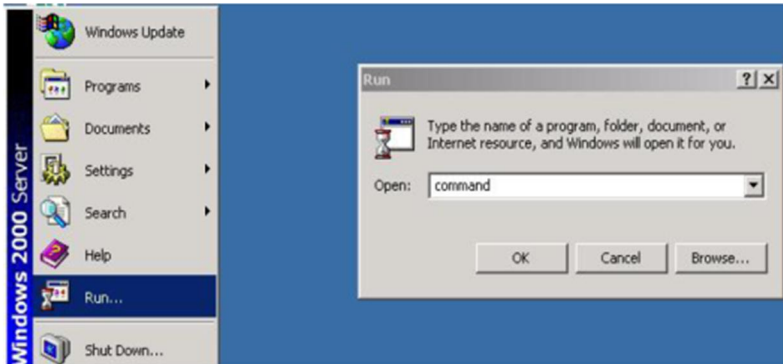 Windows Update
Programs
Documents
Settings
Search
Help
Run...
Shut Down...
Windows 2000 Server
Run
Type the name of a program, folder, document, or
Internet resource, and Windows will open it for you.
Open:
command
OK
Cancel
Browse...